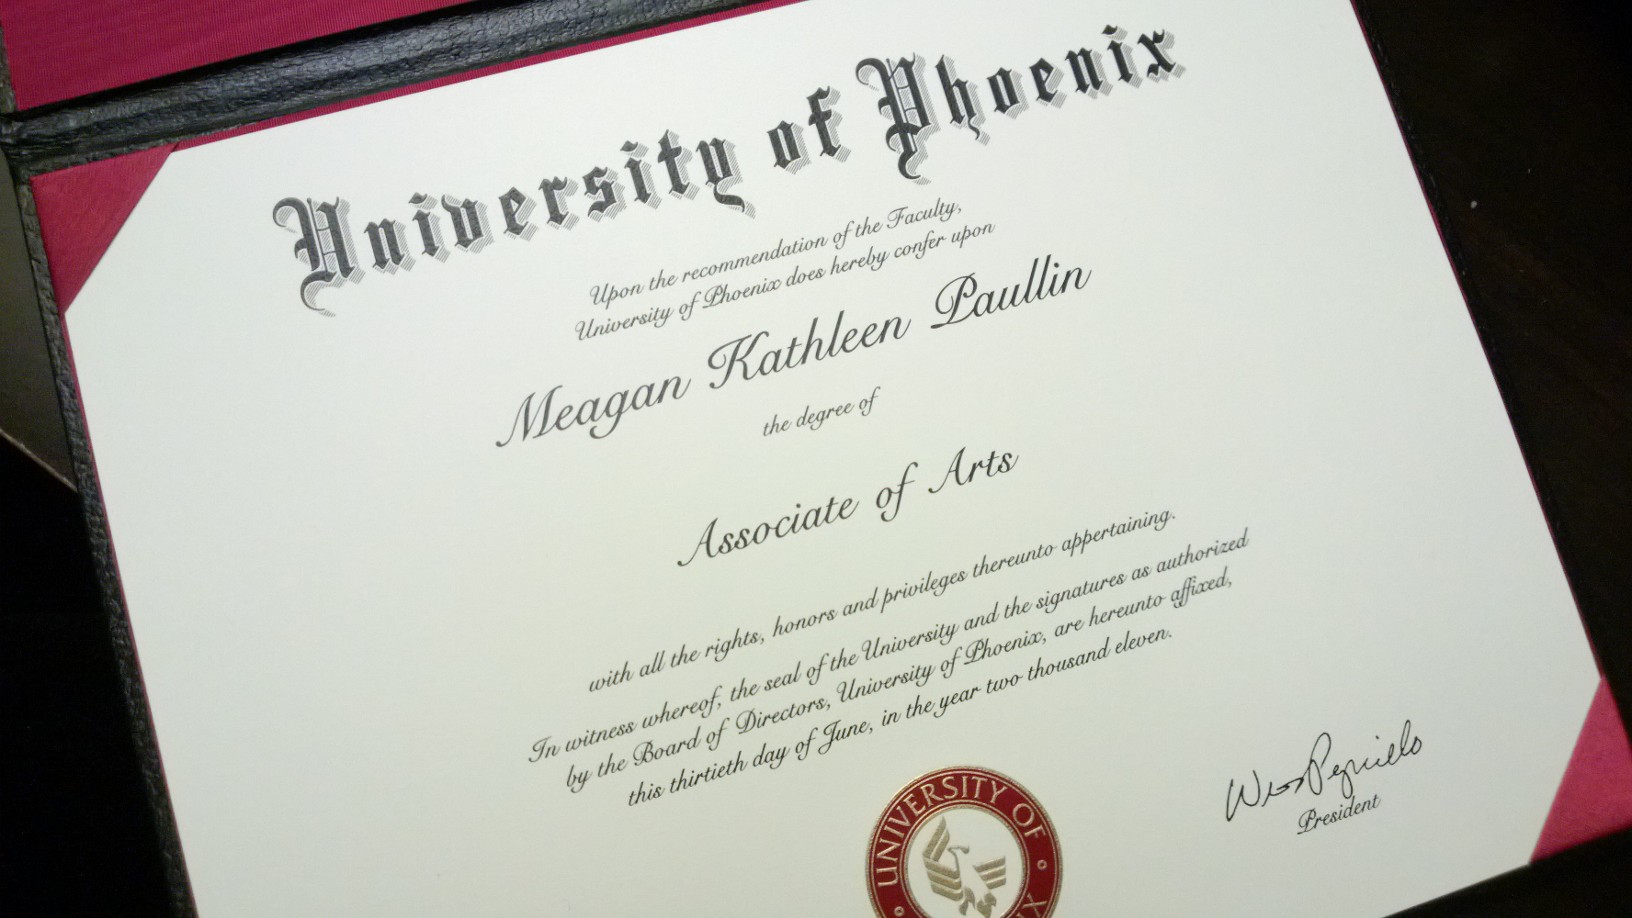 University of Phoenix
Upon the recommendation of the Faculty,
University of Phoenix does hereby confer upon
Meagan Kathleen Paullin
the degree of
Associate of Arts
with all the rights, honors and privileges thereunto appertaining.
In witness whereof, the seal of the University and the signatures as authorized
by the Board of Directors, University of Phoenix, are hereunto affixed,
this thirtieth day of June, in the year two thousand eleven.
UNIVERSITY OF
President